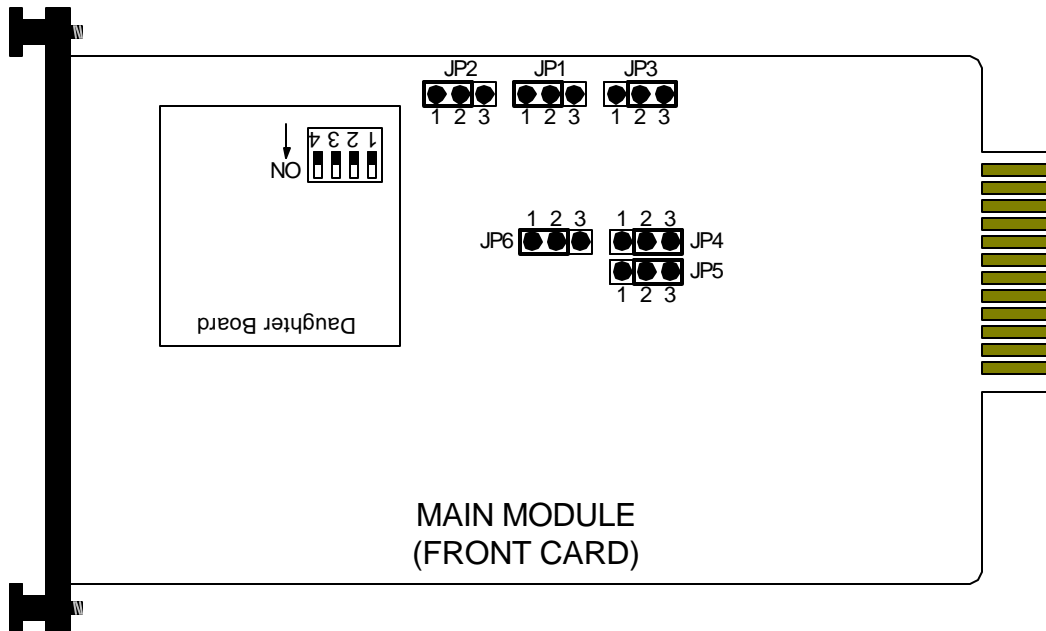 JP2 JP1 JP3
1 2 3 1 2 3 1 2 3
4 3 2 1
ON
1 2 3 1 2 3
JP6 JP4
JP5
1 2 3
Daughter Board
MAIN MODULE
(FRONT CARD)